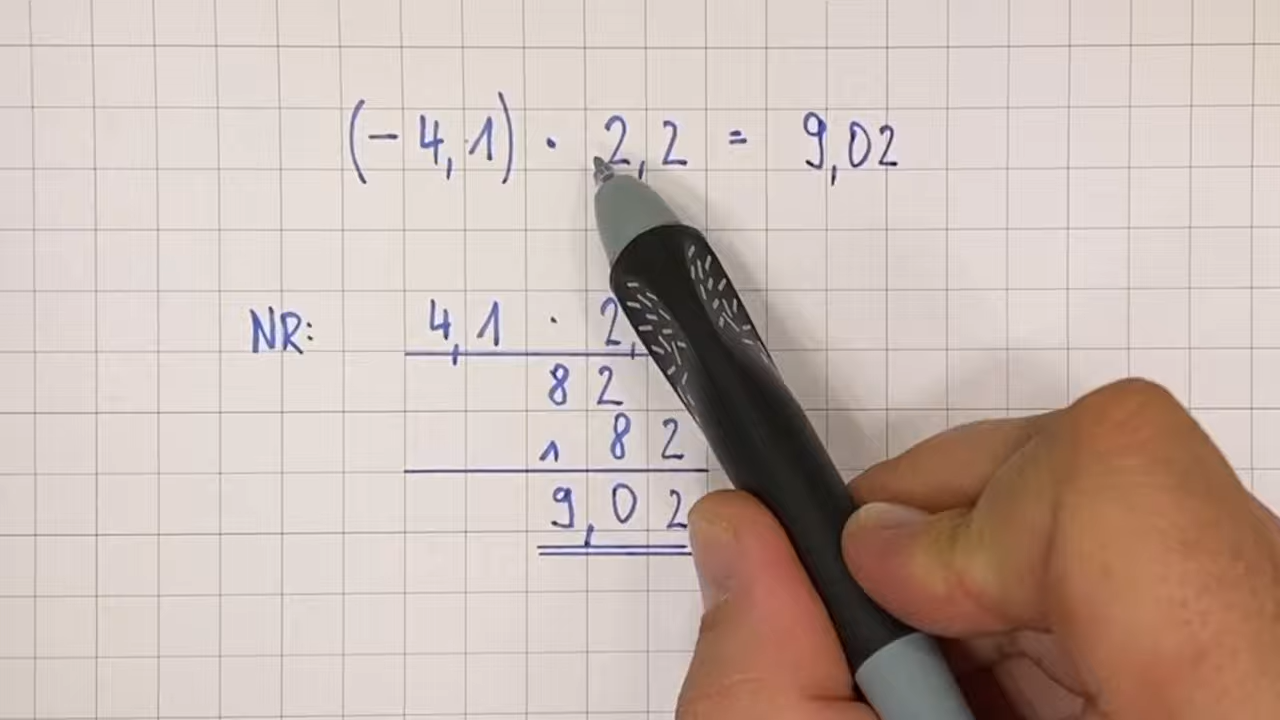 (-4,1) · 2,2 = 9,02
NR: 4,1 · 2,
82
1 82
9,02